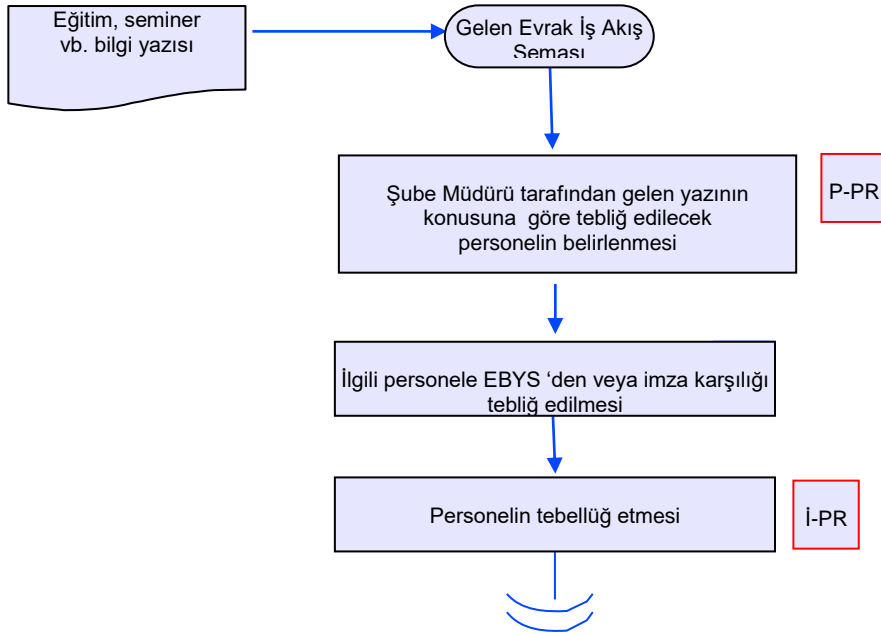 Eğitim, seminer
vb. bilgi yazısı
Gelen Evrak İş Akış
Şeması
Şube Müdürü tarafından gelen yazının
konusuna göre tebliğ edilecek
personelin belirlenmesi
P-PR
İlgili personele EBYS ‘den veya imza karşılığı
tebliğ edilmesi
Personelin tebellüğ etmesi
İ-PR